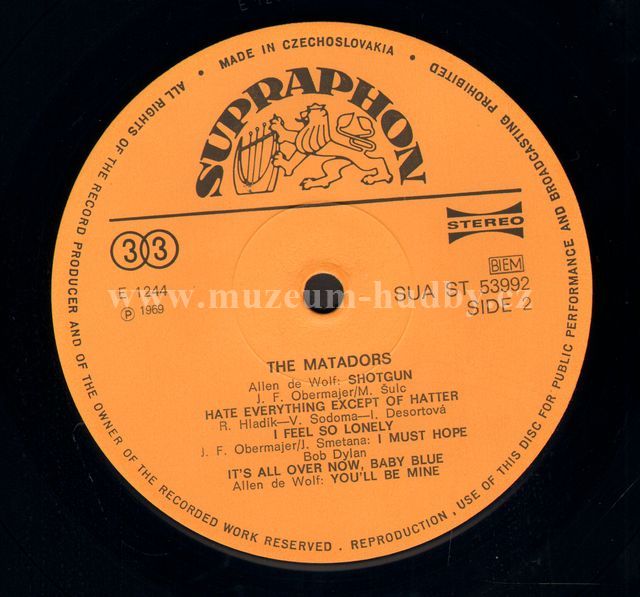 ALL RIGHTS OF THE RECORD PRODUCER AND OF THE OWNER OF THE RECORDED WORK RESERVED . REPRODUCTION , USE OF THIS DISC FOR PUBLIC PERFORMANCE AND BROADCASTING PROHIBITED
• MADE IN CZECHOSLOVAKIA •
SUPRAPHON
STEREO
33
BIEM
E 1244
SUA ST 53992
Ⓟ 1969
SIDE 2
www.muzeum-hudby.cz
THE MATADORS
Allen de Wolf: SHOTGUN
J. F. Obermajer/M. Šulc
HATE EVERYTHING EXCEPT OF HATTER
R. Hladík—V. Sodoma—I. Desortová
I FEEL SO LONELY
J. F. Obermajer/J. Smetana: I MUST HOPE
Bob Dylan
IT'S ALL OVER NOW, BABY BLUE
Allen de Wolf: YOU'LL BE MINE